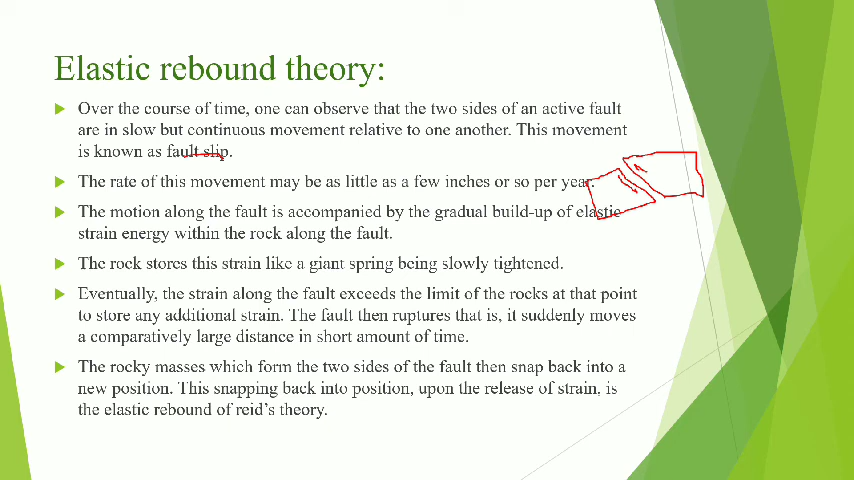 Elastic rebound theory:
Over the course of time, one can observe that the two sides of an active fault
are in slow but continuous movement relative to one another. This movement
is known as fault slip.
The rate of this movement may be as little as a few inches or so per year.
The motion along the fault is accompanied by the gradual build-up of elastic
strain energy within the rock along the fault.
The rock stores this strain like a giant spring being slowly tightened.
Eventually, the strain along the fault exceeds the limit of the rocks at that point
to store any additional strain. The fault then ruptures that is, it suddenly moves
a comparatively large distance in short amount of time.
The rocky masses which form the two sides of the fault then snap back into a
new position. This snapping back into position, upon the release of strain, is
the elastic rebound of reid's theory.